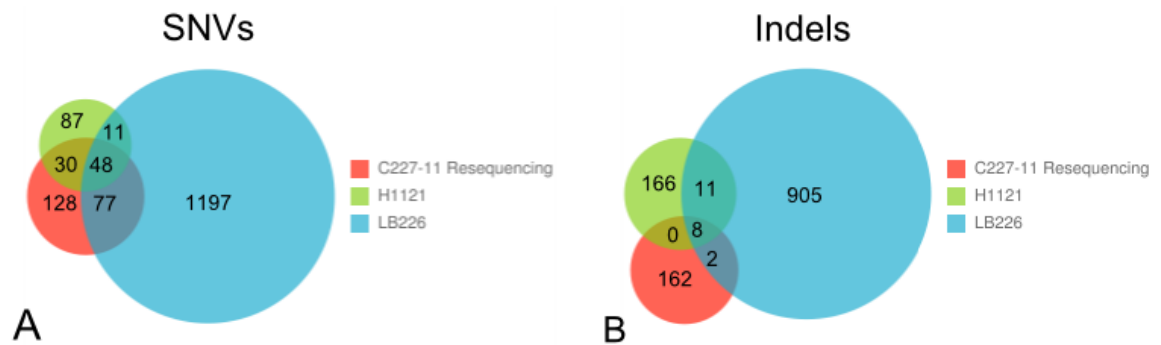 SNVs
87
11
30
48
128
77
1197
C227-11 Resequencing
H1121
LB226
A
Indels
166
11
905
0
8
2
162
C227-11 Resequencing
H1121
LB226
B